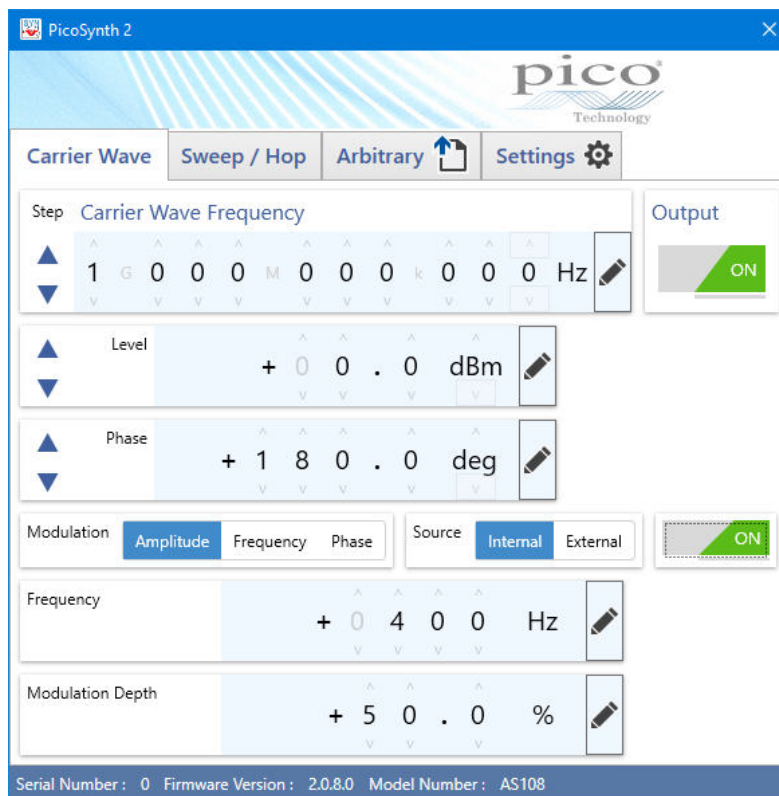 PicoSynth 2
pico
Technology
Carrier Wave Sweep / Hop Arbitrary Settings
Step Carrier Wave Frequency Output
1 G 0 0 0 M 0 0 0 k 0 0 0 Hz ON
Level + 0 0 . 0 dBm
Phase + 1 8 0 . 0 deg
Modulation Amplitude Frequency Phase Source Internal External ON
Frequency + 0 4 0 0 Hz
Modulation Depth + 5 0 . 0 %
Serial Number : 0 Firmware Version : 2.0.8.0 Model Number : AS108